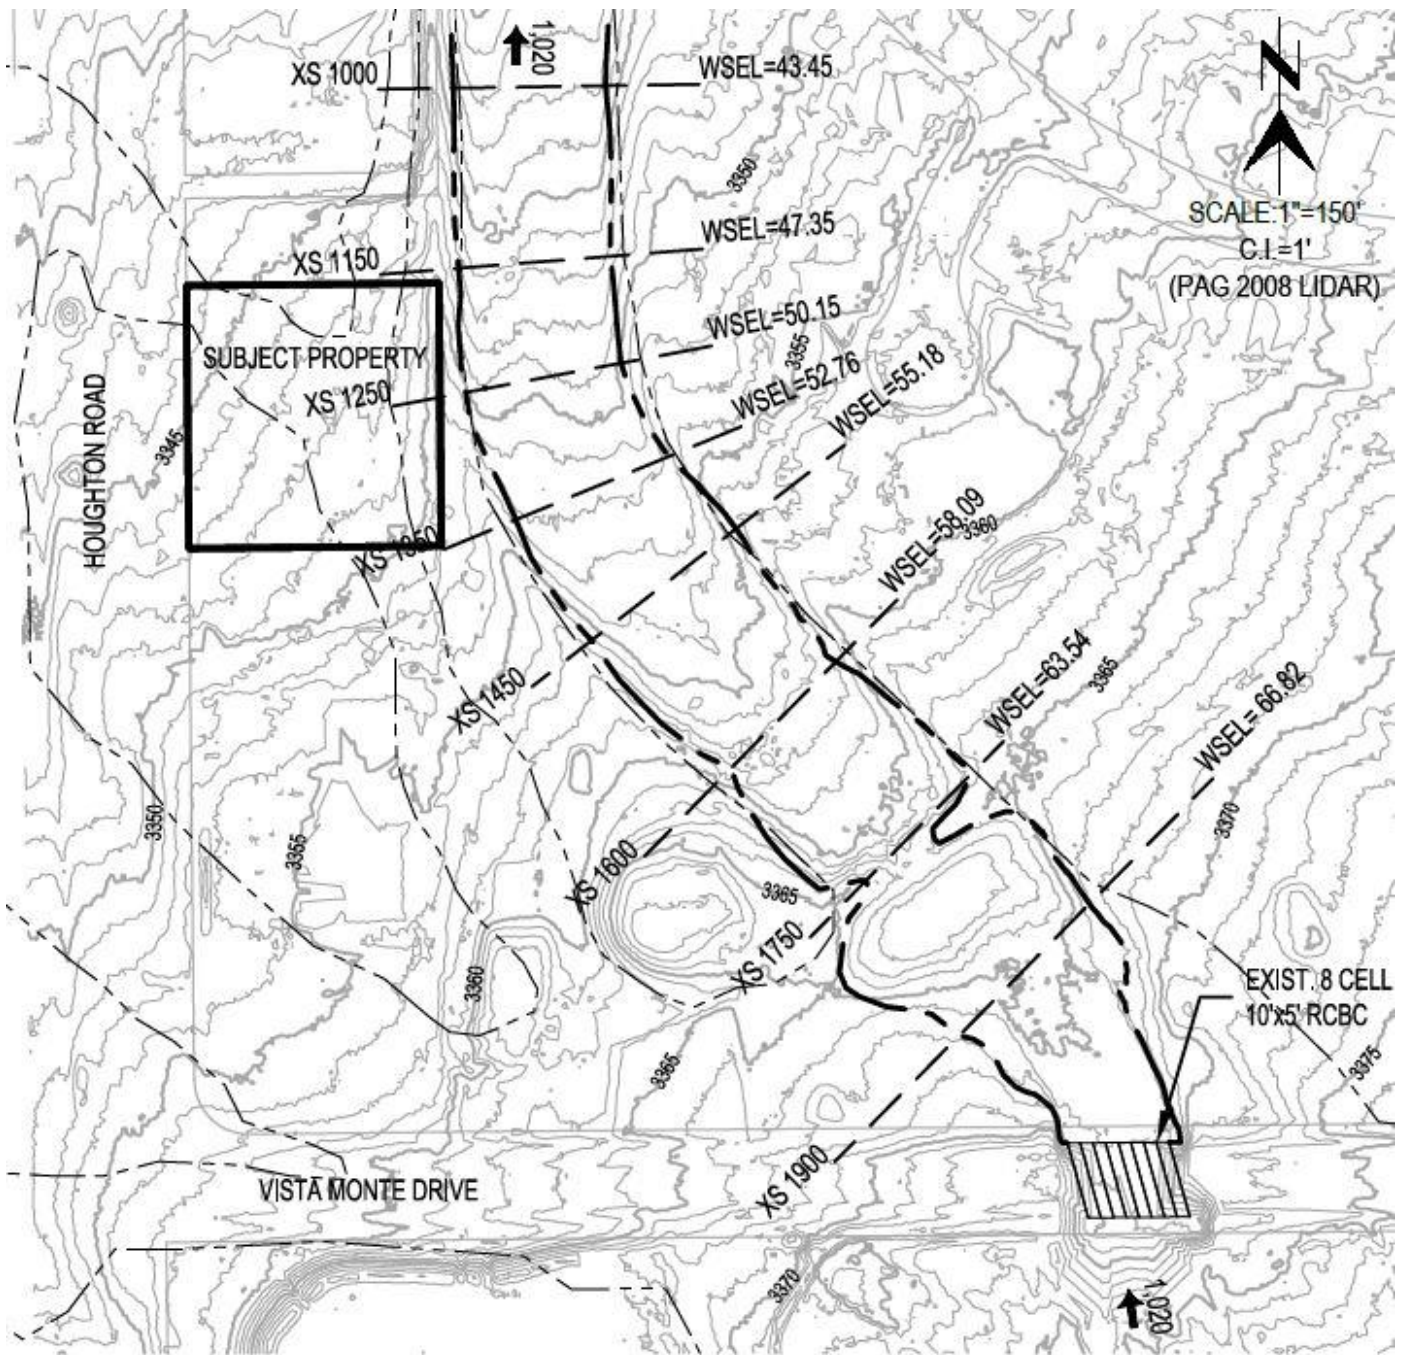 1,020
XS 1000
WSEL=43.45
N
3350
SCALE:1"=150'
C.I.=1'
(PAG 2008 LIDAR)
XS 1150
WSEL=47.35
WSEL=50.15
3355
SUBJECT PROPERTY
XS 1250
WSEL=52.76
WSEL=55.18
HOUGHTON ROAD
3345
XS 1350
WSEL=58.09
3360
XS 1450
WSEL=63.54
3365
WSEL= 66.82
3350
3355
3370
XS 1600
3365
XS 1750
3360
EXIST. 8 CELL
10'x5' RCBC
3365
3375
XS 1900
VISTA MONTE DRIVE
3370
1,020